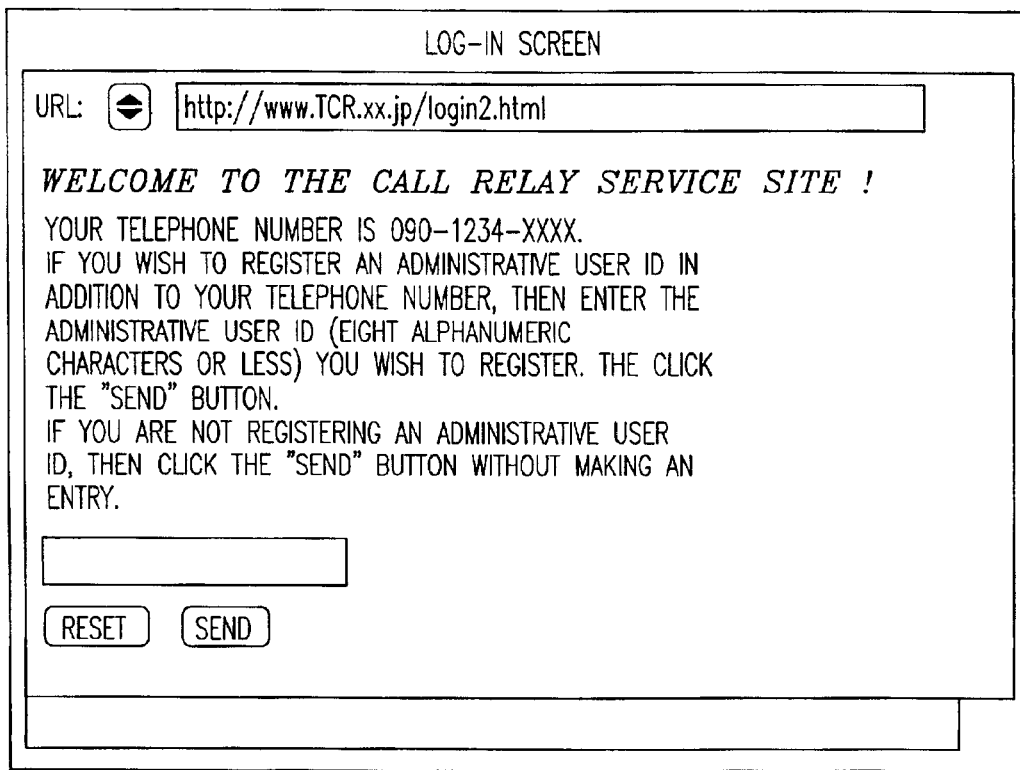 LOG-IN SCREEN
URL: http://www.TCR.xx.jp/login2.html
WELCOME TO THE CALL RELAY SERVICE SITE !
YOUR TELEPHONE NUMBER IS 090-1234-XXXX.
IF YOU WISH TO REGISTER AN ADMINISTRATIVE USER ID IN
ADDITION TO YOUR TELEPHONE NUMBER, THEN ENTER THE
ADMINISTRATIVE USER ID (EIGHT ALPHANUMERIC
CHARACTERS OR LESS) YOU WISH TO REGISTER. THE CLICK
THE "SEND" BUTTON.
IF YOU ARE NOT REGISTERING AN ADMINISTRATIVE USER
ID, THEN CLICK THE "SEND" BUTTON WITHOUT MAKING AN
ENTRY.
RESET SEND